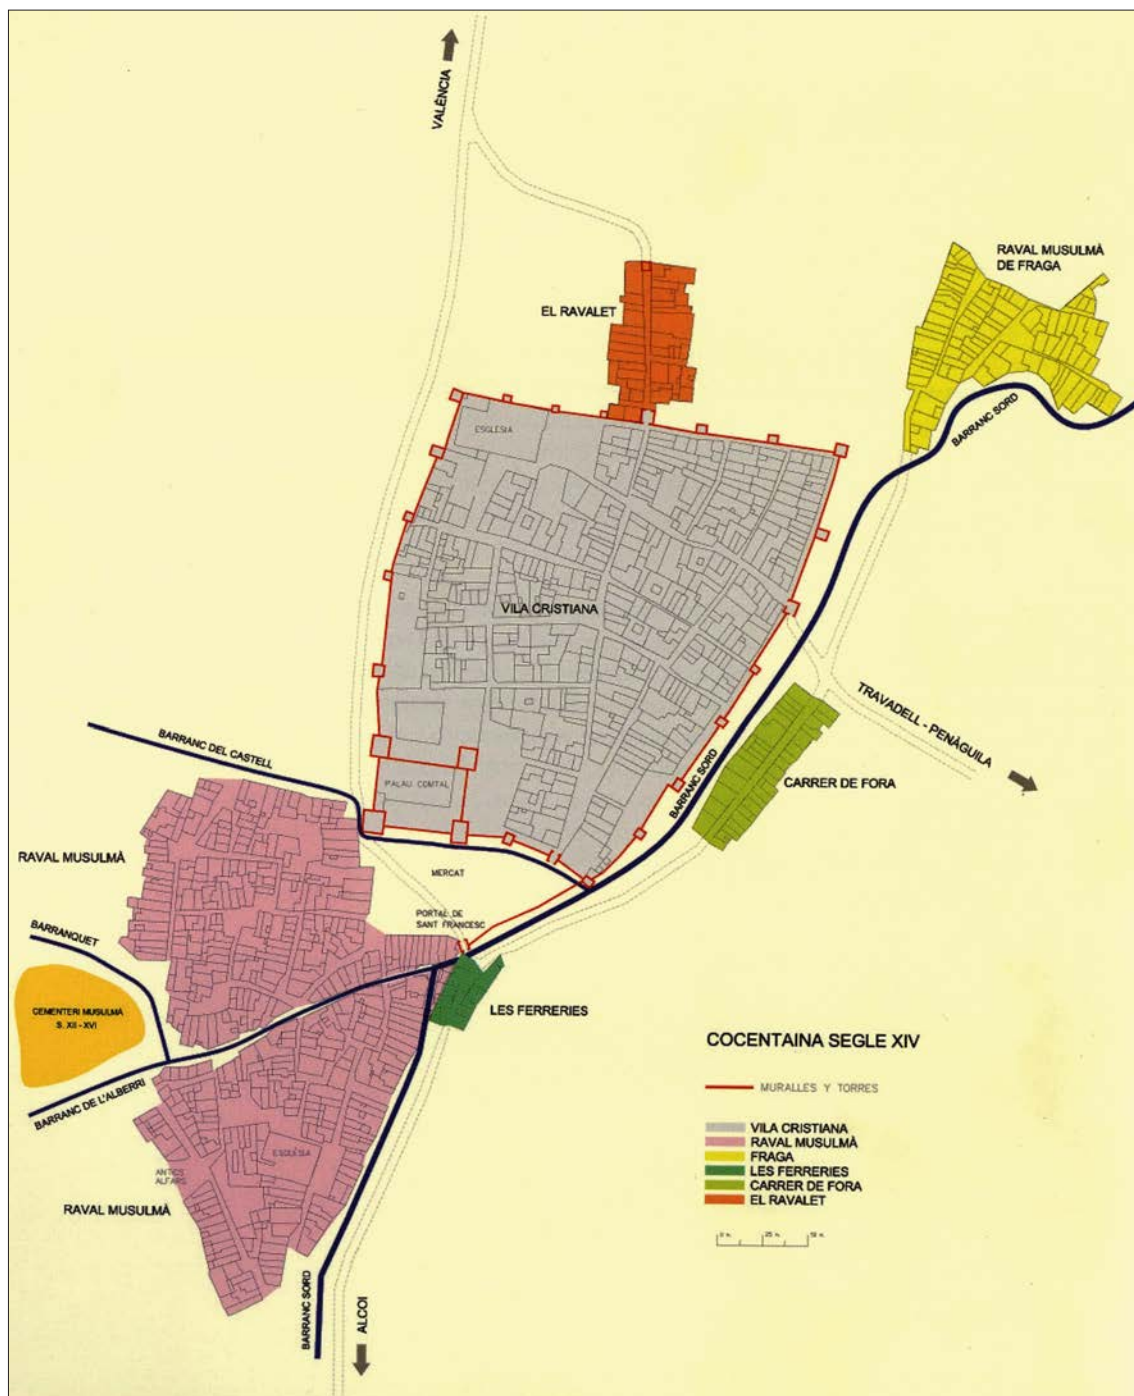 VALÈNCIA
RAVAL MUSULMÀ
DE FRAGA
EL RAVALET
BARRANC SORD
ESGLÉSIA
VILA CRISTIANA
TRAVADELL - PENÀGUILA
BARRANC DEL CASTELL
BARRANC SORD
PALAU COMTAL
CARRER DE FORA
RAVAL MUSULMÀ
MERCAT
PORTAL DE
SANT FRANCESC
BARRANQUET
CEMENTERI MUSULMÀ
S. XII - XVI
LES FERRERIES
BARRANC DE L'ALBERRI
ESGLÉSIA
ANTICS
ALFARS
RAVAL MUSULMÀ
BARRANC SORD
ALCOI
COCENTAINA SEGLE XIV
MURALLES Y TORRES
VILA CRISTIANA
RAVAL MUSULMÀ
FRAGA
LES FERRERIES
CARRER DE FORA
EL RAVALET
0 m. 25 m.